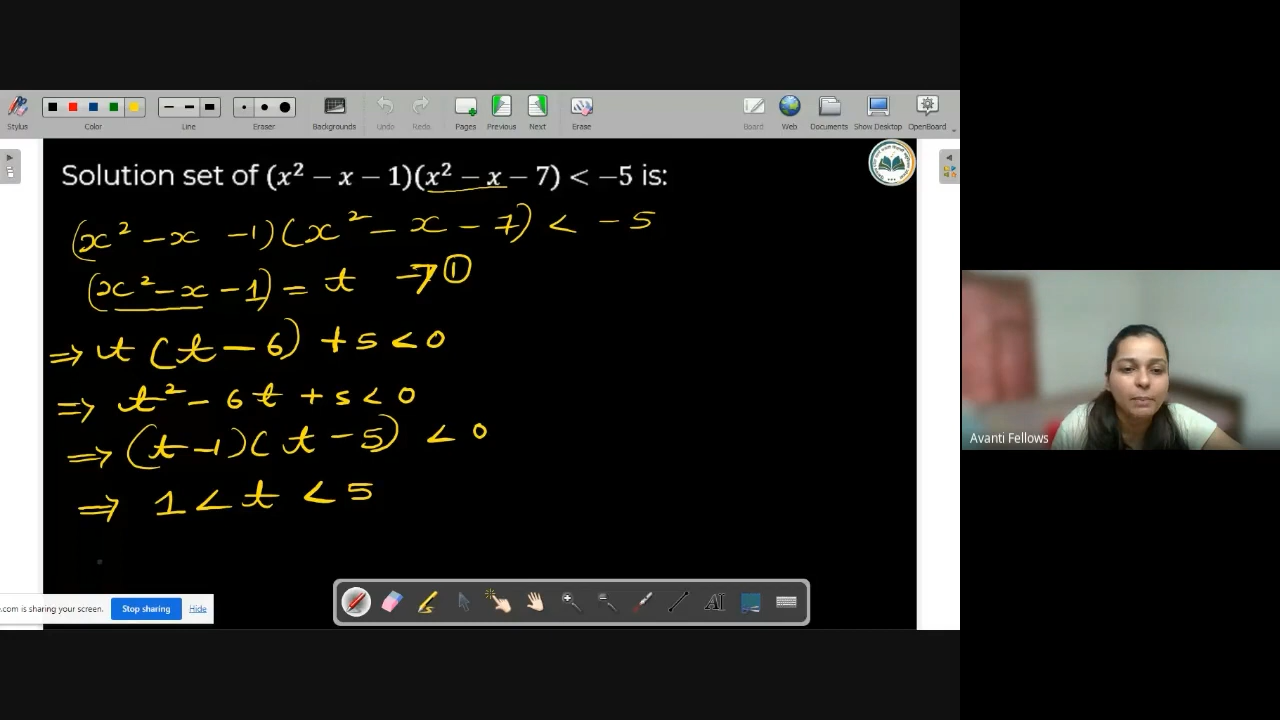 Stylus
Color
Line
Eraser
Backgrounds
Undo
Redo
Pages
Previous
Next
Erase
Board
Web
Documents
Show Desktop
OpenBoard
Solution set of (x² − x − 1)(x² − x − 7) < −5 is:
(x² − x − 1)(x² − x − 7) < − 5
(x² − x − 1) = t → ①
⇒ t (t − 6) + 5 < 0
⇒ t² − 6t + 5 < 0
⇒ (t − 1)(t − 5) < 0
⇒ 1 < t < 5
Avanti Fellows
.com is sharing your screen.
Stop sharing
Hide